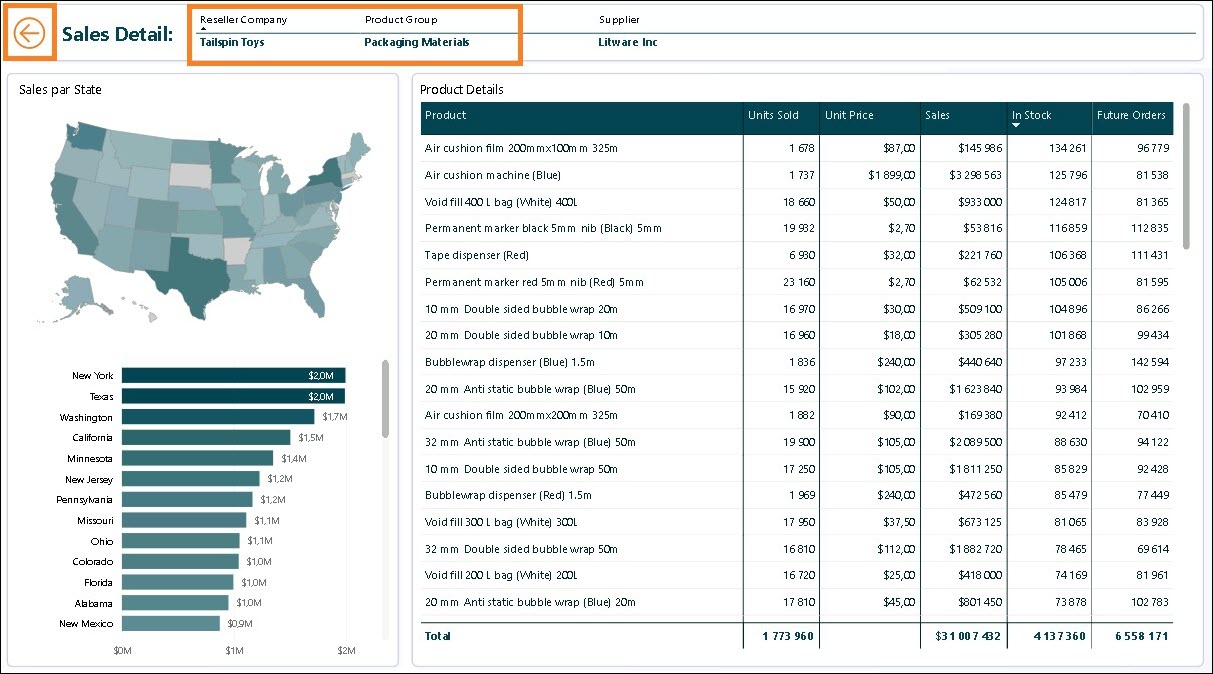 Sales Detail:
Reseller Company Product Group Supplier
Tailspin Toys Packaging Materials Litware Inc
Sales par State
New York $2,0M
Texas $2,0M
Washington $1,7M
California $1,5M
Minnesota $1,4M
New Jersey $1,2M
Pennsylvania $1,2M
Missouri $1,1M
Ohio $1,1M
Colorado $1,0M
Florida $1,0M
Alabama $1,0M
New Mexico $0,9M
$0M $1M $2M
Product Details
Product Units Sold Unit Price Sales In Stock Future Orders
Air cushion film 200mmx100mm 325m 1 678 $87,00 $145 986 134 261 96 779
Air cushion machine (Blue) 1 737 $1 899,00 $3 298 563 125 796 81 538
Void fill 400 L bag (White) 400L 18 660 $50,00 $933 000 124 817 81 365
Permanent marker black 5mm nib (Black) 5mm 19 932 $2,70 $53 816 116 859 112 835
Tape dispenser (Red) 6 930 $32,00 $221 760 106 368 111 431
Permanent marker red 5mm nib (Red) 5mm 23 160 $2,70 $62 532 105 006 81 595
10 mm Double sided bubble wrap 20m 16 970 $30,00 $509 100 104 896 86 266
20 mm Double sided bubble wrap 10m 16 960 $18,00 $305 280 101 868 99 434
Bubblewrap dispenser (Blue) 1.5m 1 836 $240,00 $440 640 97 233 142 594
20 mm Anti static bubble wrap (Blue) 50m 15 920 $102,00 $1 623 840 93 984 102 959
Air cushion film 200mmx200mm 325m 1 882 $90,00 $169 380 92 412 70 410
32 mm Anti static bubble wrap (Blue) 50m 19 900 $105,00 $2 089 500 88 630 94 122
10 mm Double sided bubble wrap 50m 17 250 $105,00 $1 811 250 85 829 92 428
Bubblewrap dispenser (Red) 1.5m 1 969 $240,00 $472 560 85 479 77 449
Void fill 300 L bag (White) 300L 17 950 $37,50 $673 125 81 065 83 928
32 mm Double sided bubble wrap 50m 16 810 $112,00 $1 882 720 78 465 69 614
Void fill 200 L bag (White) 200L 16 720 $25,00 $418 000 74 169 81 961
20 mm Anti static bubble wrap (Blue) 20m 17 810 $45,00 $801 450 73 878 102 783
Total 1 773 960 $31 007 432 4 137 360 6 558 171